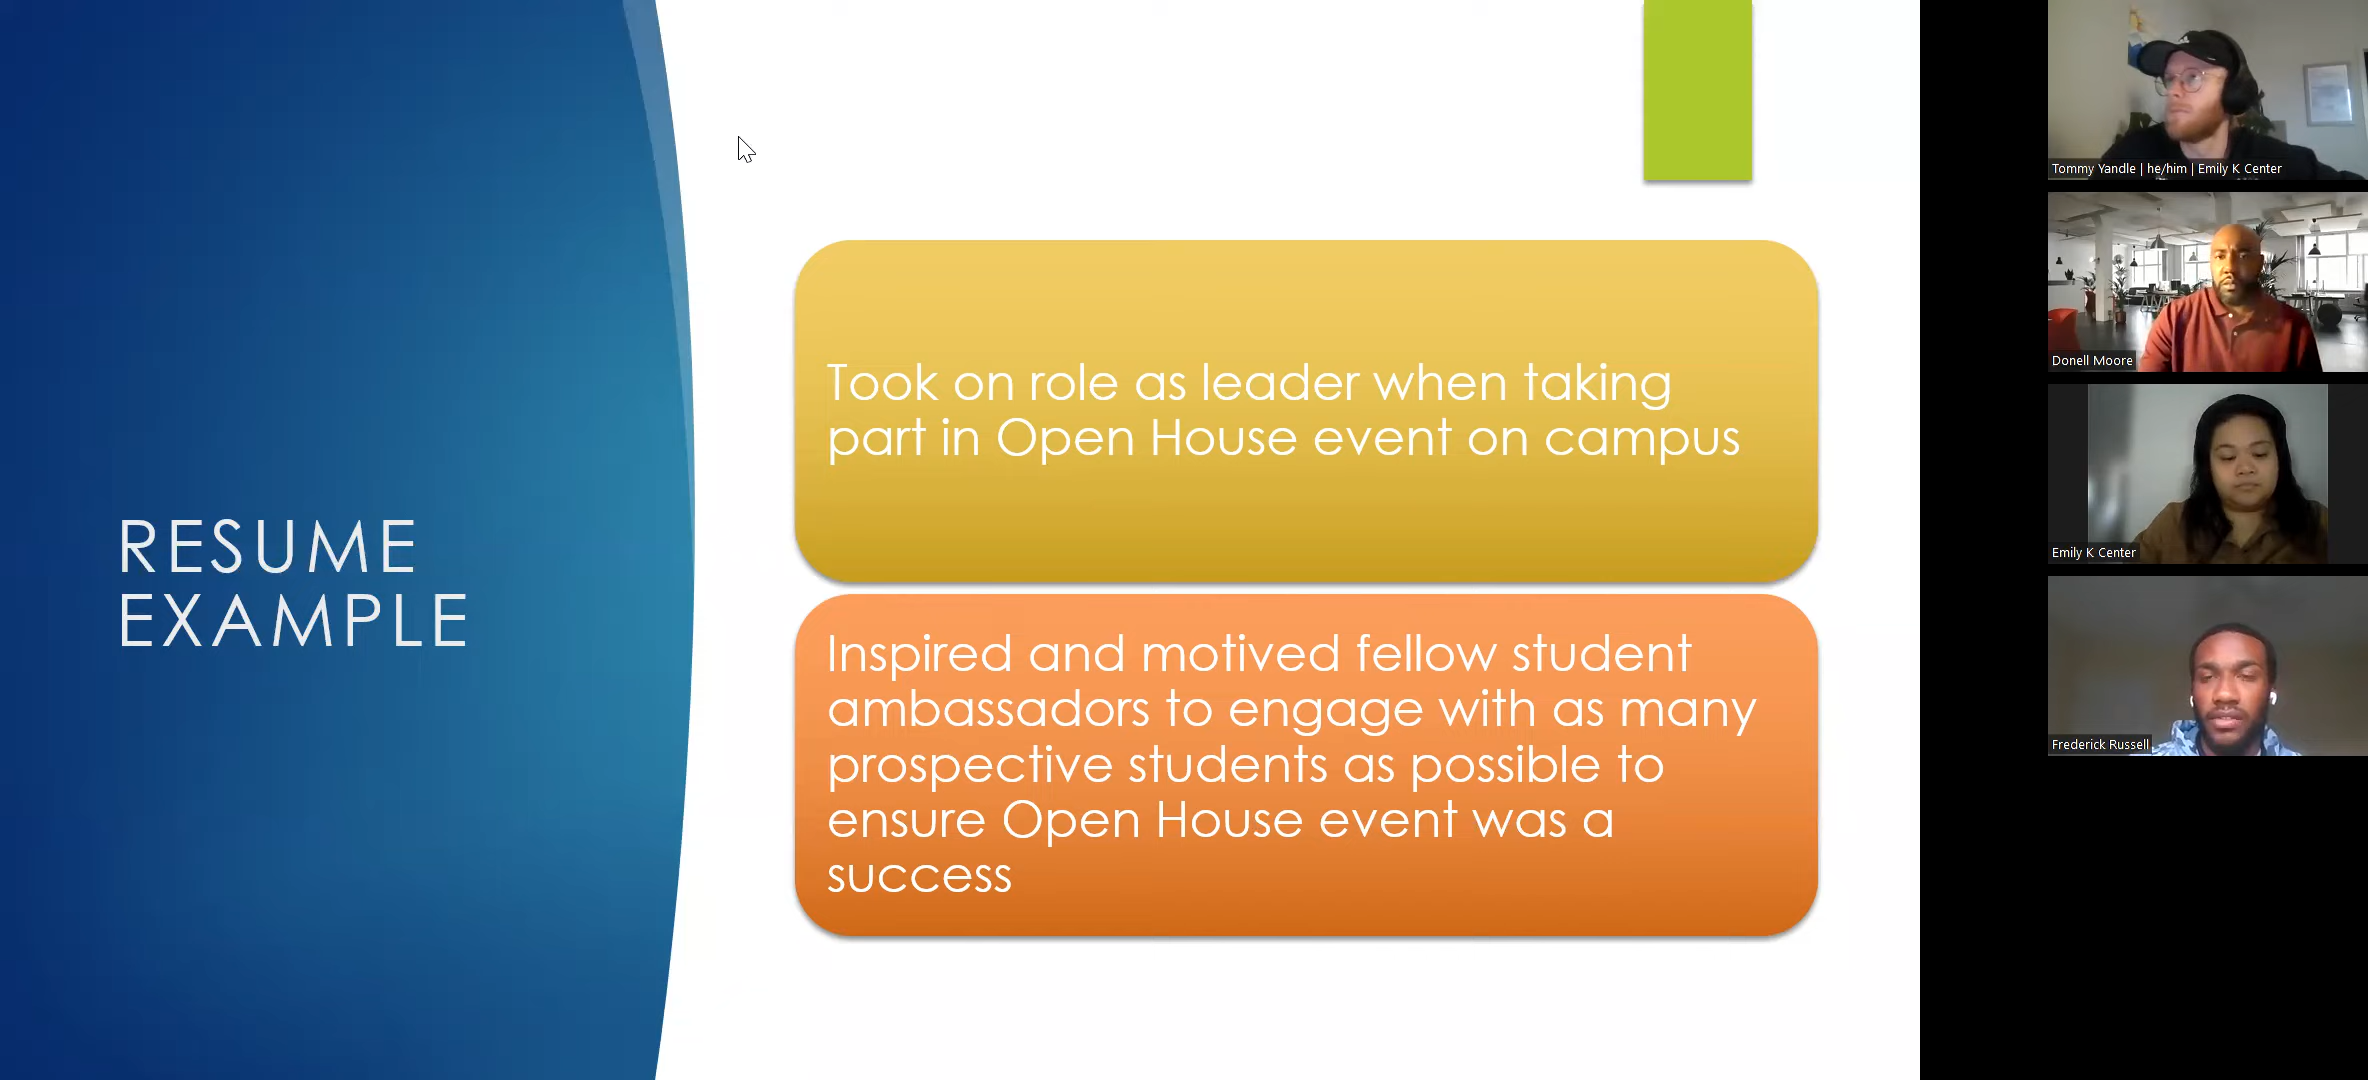 RESUME
EXAMPLE
Took on role as leader when taking
part in Open House event on campus
Inspired and motived fellow student
ambassadors to engage with as many
prospective students as possible to
ensure Open House event was a
success
Tommy Yandle | he/him | Emily K Center
Donell Moore
Emily K Center
Frederick Russell